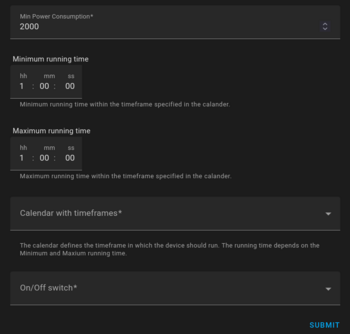 Min Power Consumption*
2000
Minimum running time
hh mm ss
1 : 00 : 00
Minimum running time within the timeframe specified in the calander.
Maximum running time
hh mm ss
1 : 00 : 00
Maximum running time within the timeframe specified in the calander.
Calendar with timeframes*
The calendar defines the timeframe in which the device should run. The running time depends on the
Minimum and Maxium running time.
On/Off switch*
SUBMIT